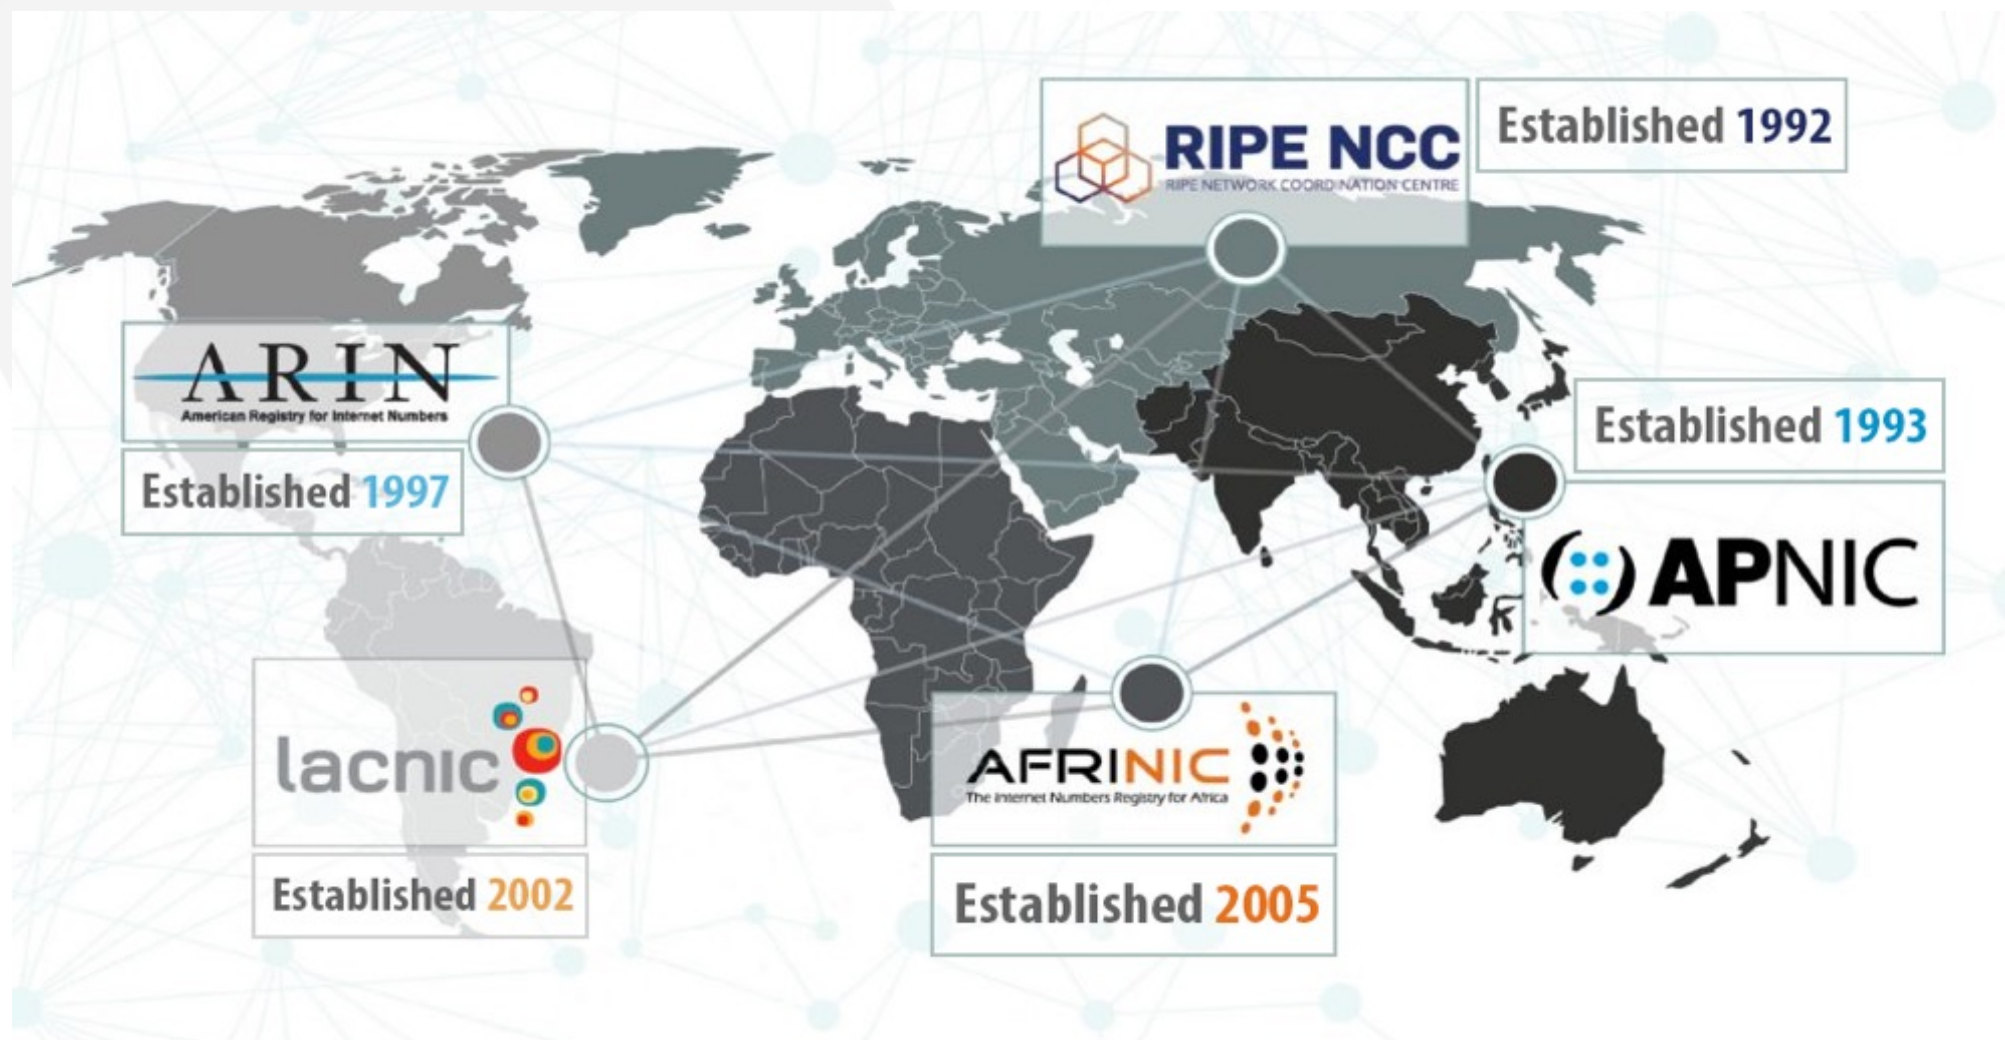 RIPE NCC
RIPE NETWORK COORDINATION CENTRE
Established 1992
ARIN
American Registry for Internet Numbers
Established 1997
Established 1993
APNIC
lacnic
Established 2002
AFRINIC
The Internet Numbers Registry for Africa
Established 2005